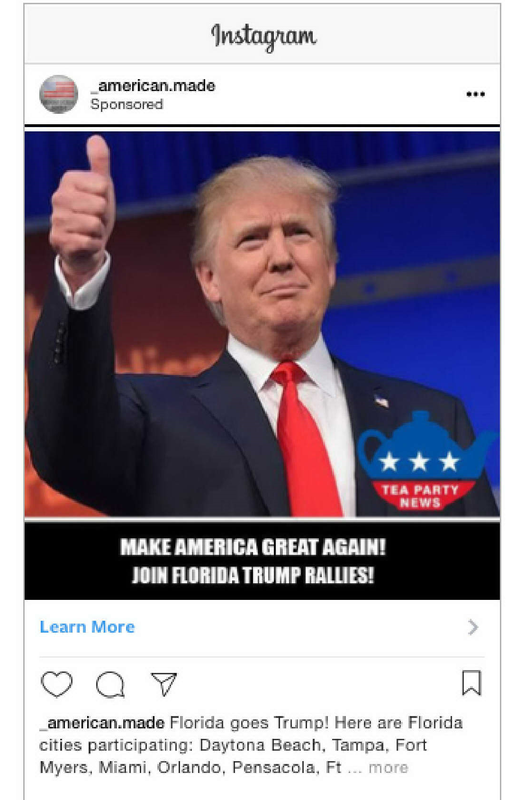 Instagram
_american.made
Sponsored
TEA PARTY
NEWS
MAKE AMERICA GREAT AGAIN!
JOIN FLORIDA TRUMP RALLIES!
Learn More
_american.made Florida goes Trump! Here are Florida
cities participating: Daytona Beach, Tampa, Fort
Myers, Miami, Orlando, Pensacola, Ft ... more